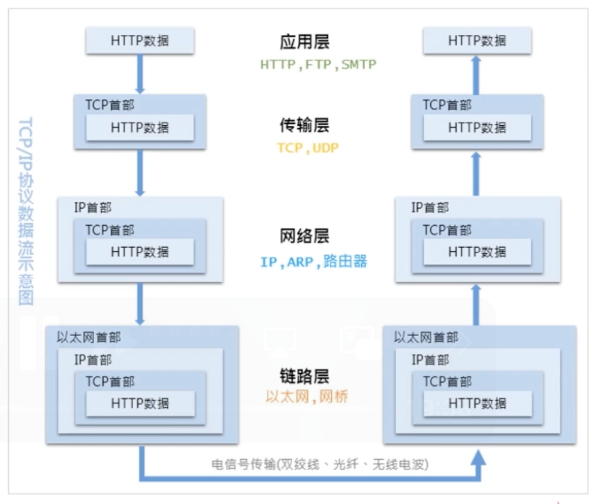 TCP/IP协议数据流示意图
HTTP数据
应用层
HTTP数据
HTTP,FTP,SMTP
TCP首部
HTTP数据
传输层
TCP,UDP
TCP首部
HTTP数据
IP首部
TCP首部
HTTP数据
网络层
IP,ARP,路由器
IP首部
TCP首部
HTTP数据
以太网首部
IP首部
TCP首部
HTTP数据
链路层
以太网,网桥
以太网首部
IP首部
TCP首部
HTTP数据
电信号传输(双绞线、光纤、无线电波)